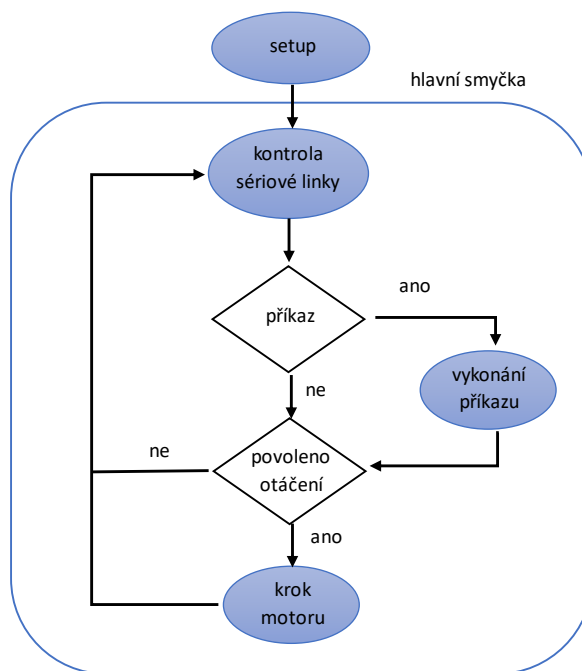 setup
hlavní smyčka
kontrola
sériové linky
ano
příkaz
vykonání
příkazu
ne
ne
povoleno
otáčení
ano
krok
motoru